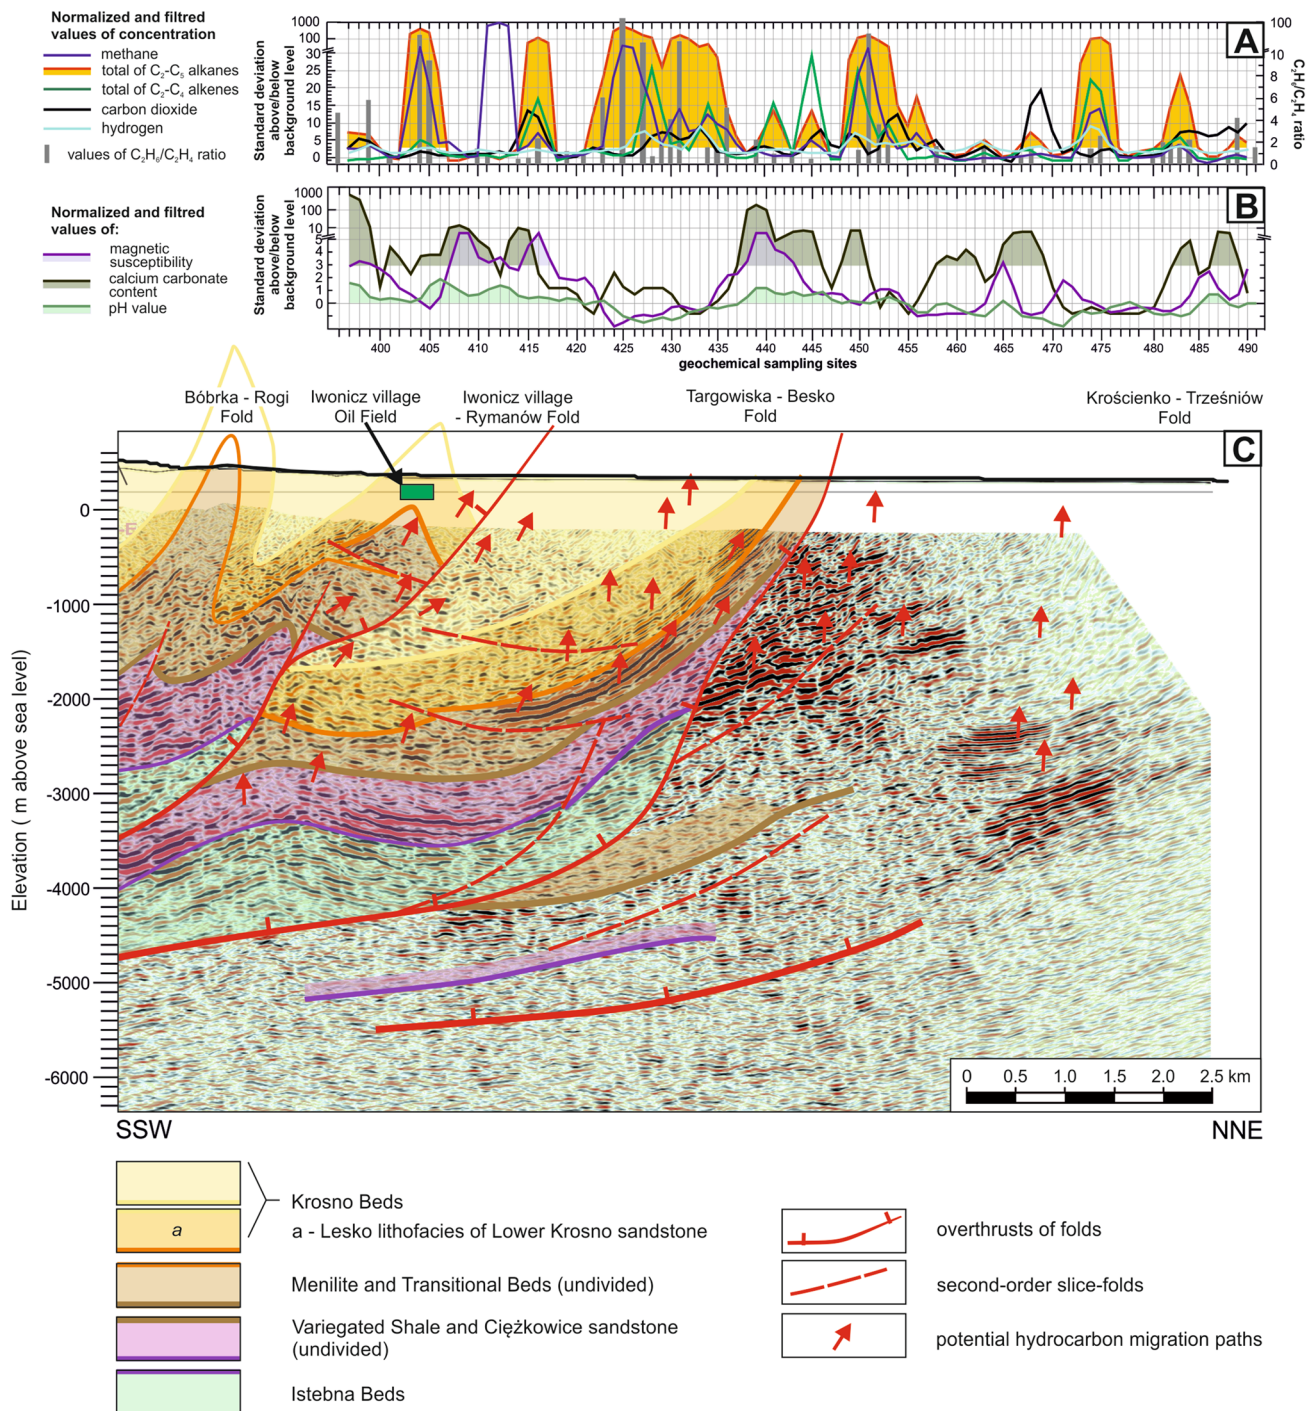 Normalized and filtred
values of concentration
methane
total of C₂-C₅ alkanes
total of C₂-C₄ alkenes
carbon dioxide
hydrogen
values of C₂H₆/C₂H₄ ratio
Standard deviation
above/below
background level
1000
100
30
25
20
15
10
5
0
A
100
10
8
6
4
2
0
C₂H₆/C₂H₄ ratio
Normalized and filtred
values of:
magnetic
susceptibility
calcium carbonate
content
pH value
Standard deviation
above/below
background level
1000
100
10
5
4
3
2
1
0
B
400 405 410 415 420 425 430 435 440 445 450 455 460 465 470 475 480 485 490
geochemical sampling sites
Bóbrka - Rogi
Fold
Iwonicz village
Oil Field
Iwonicz village
- Rymanów Fold
Targowiska - Besko
Fold
Krościenko - Trześniów
Fold
C
Elevation ( m above sea level)
0
-1000
-2000
-3000
-4000
-5000
-6000
0 0.5 1.0 1.5 2.0 2.5 km
SSW
NNE
Krosno Beds
a
a - Lesko lithofacies of Lower Krosno sandstone
Menilite and Transitional Beds (undivided)
Variegated Shale and Ciężkowice sandstone
(undivided)
Istebna Beds
overthrusts of folds
second-order slice-folds
potential hydrocarbon migration paths